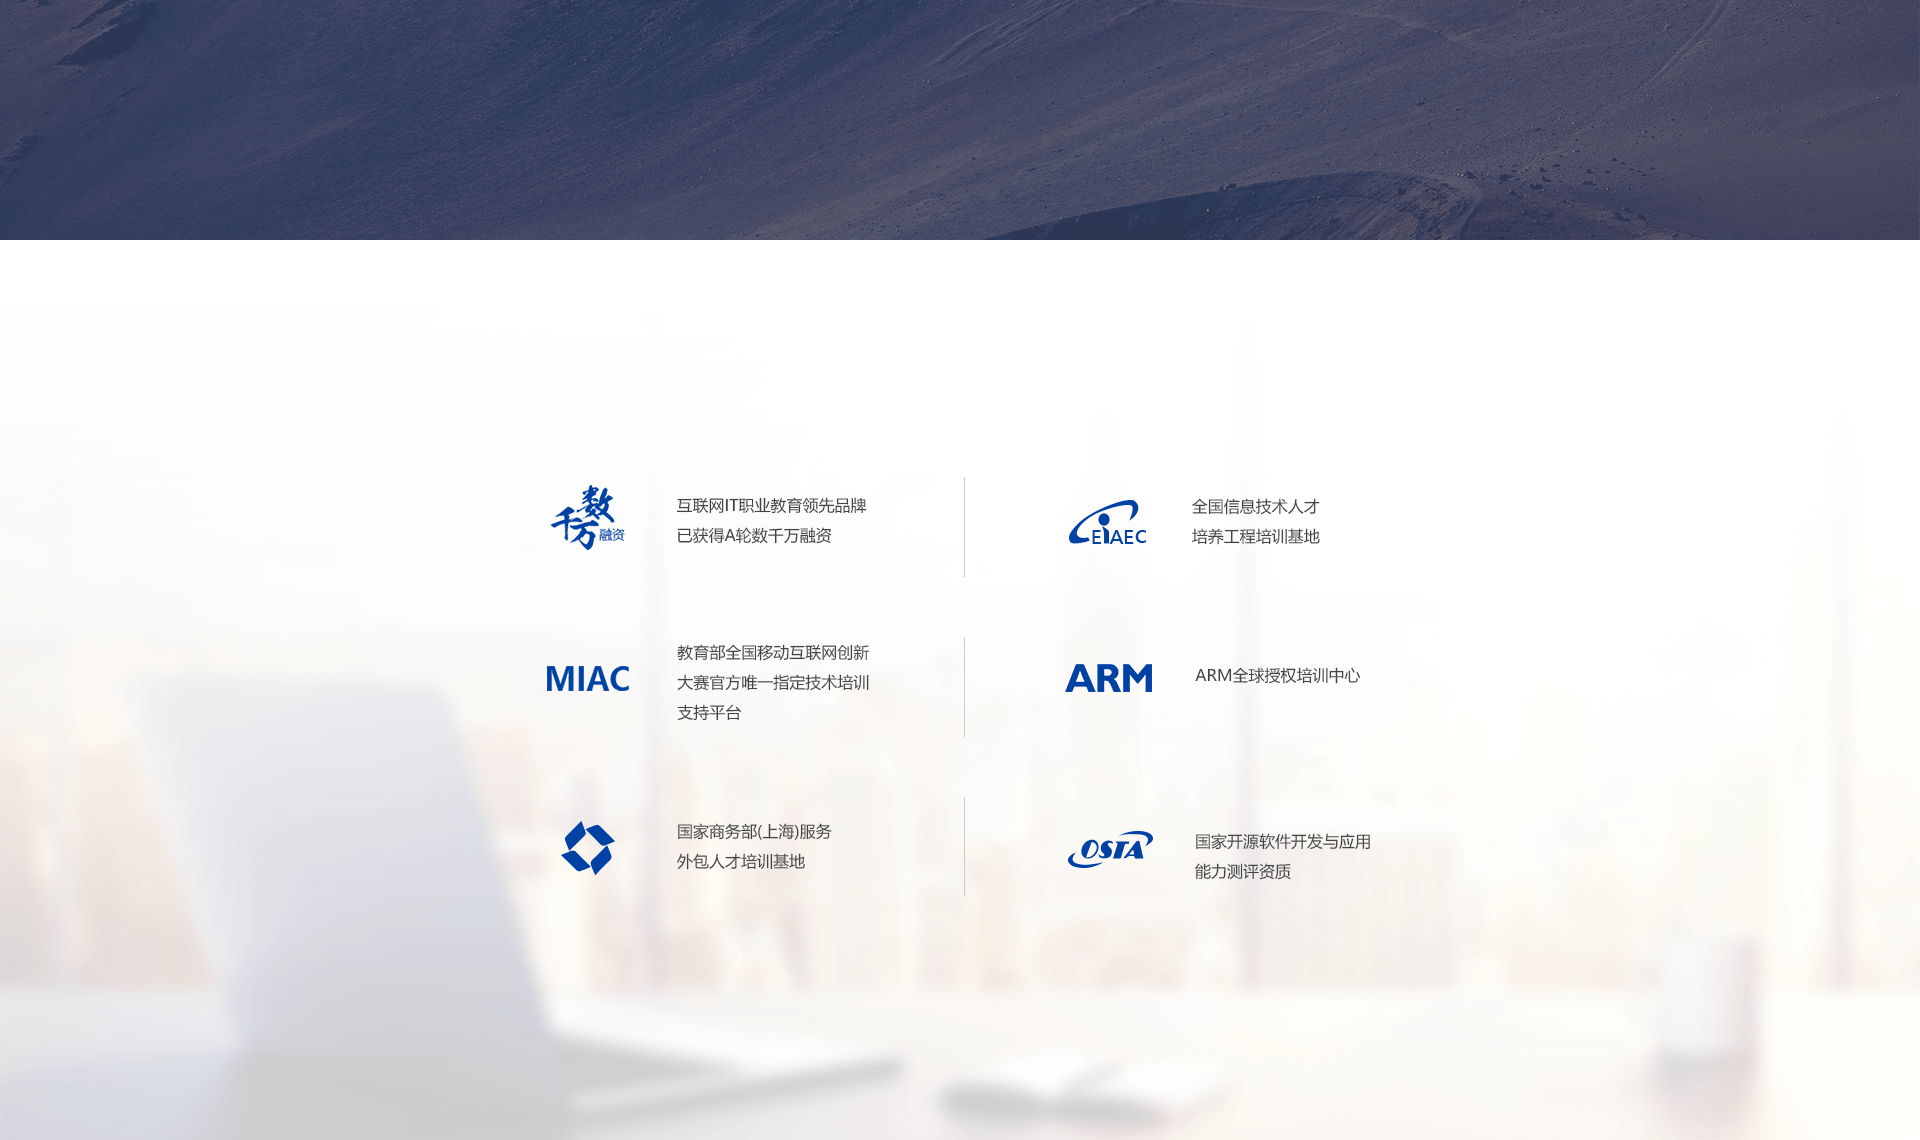 数
千万 融资
互联网IT职业教育领先品牌
已获得A轮数千万融资
EIAEC
全国信息技术人才
培养工程培训基地
MIAC
教育部全国移动互联网创新
大赛官方唯一指定技术培训
支持平台
ARM
ARM全球授权培训中心
国家商务部(上海)服务
外包人才培训基地
OSTA
国家开源软件开发与应用
能力测评资质